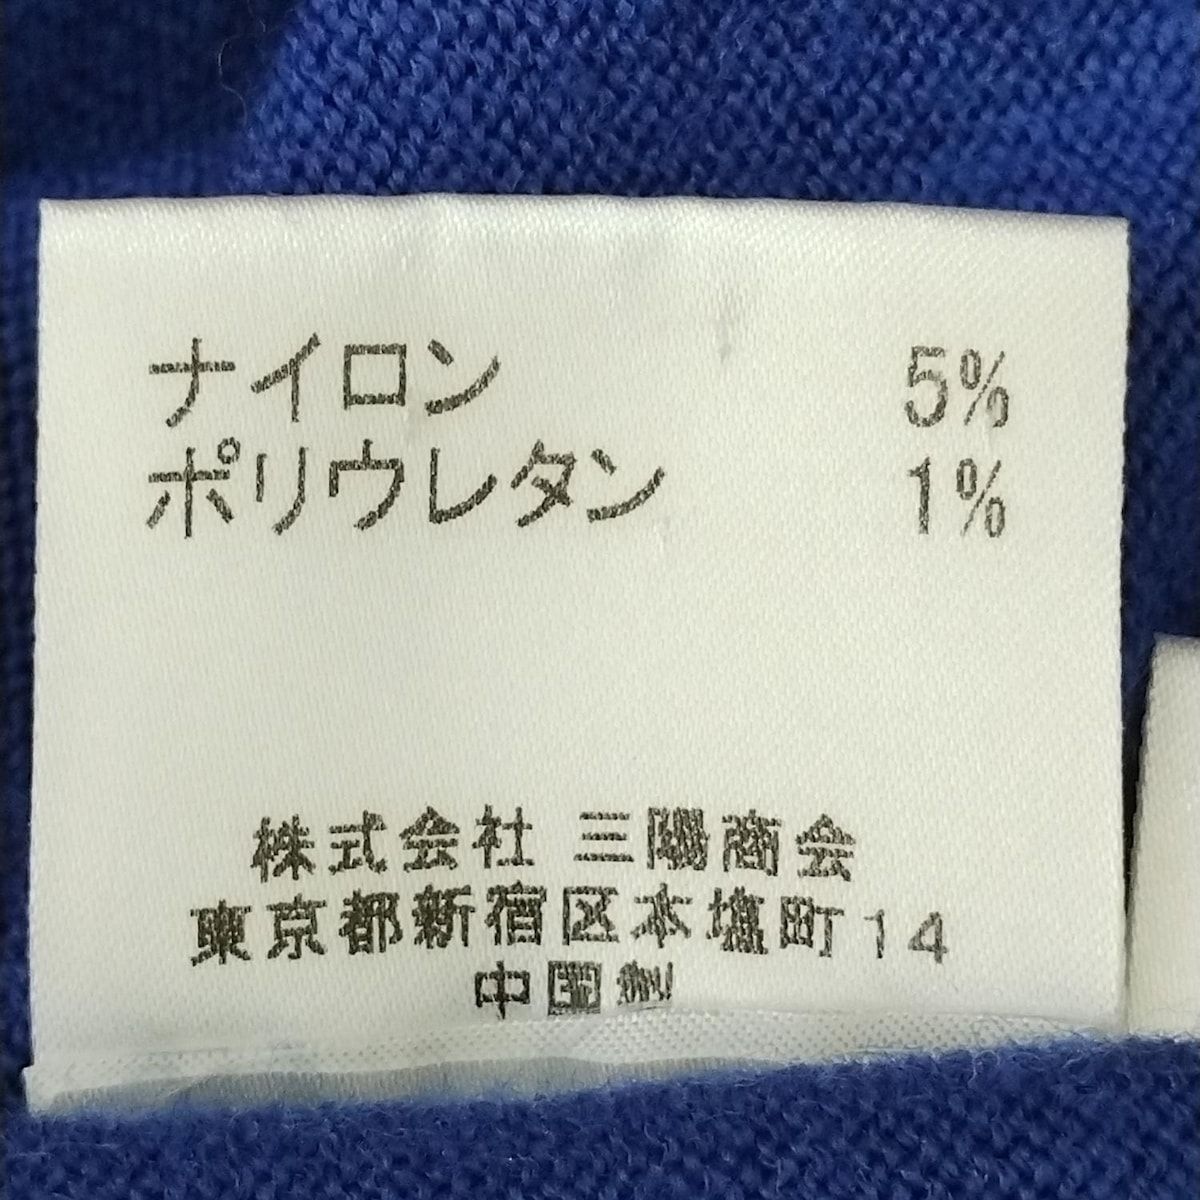 ナイロン 5%
ポリウレタン 1%
株式会社 三陽商会
東京都新宿区本塩町14
中国製